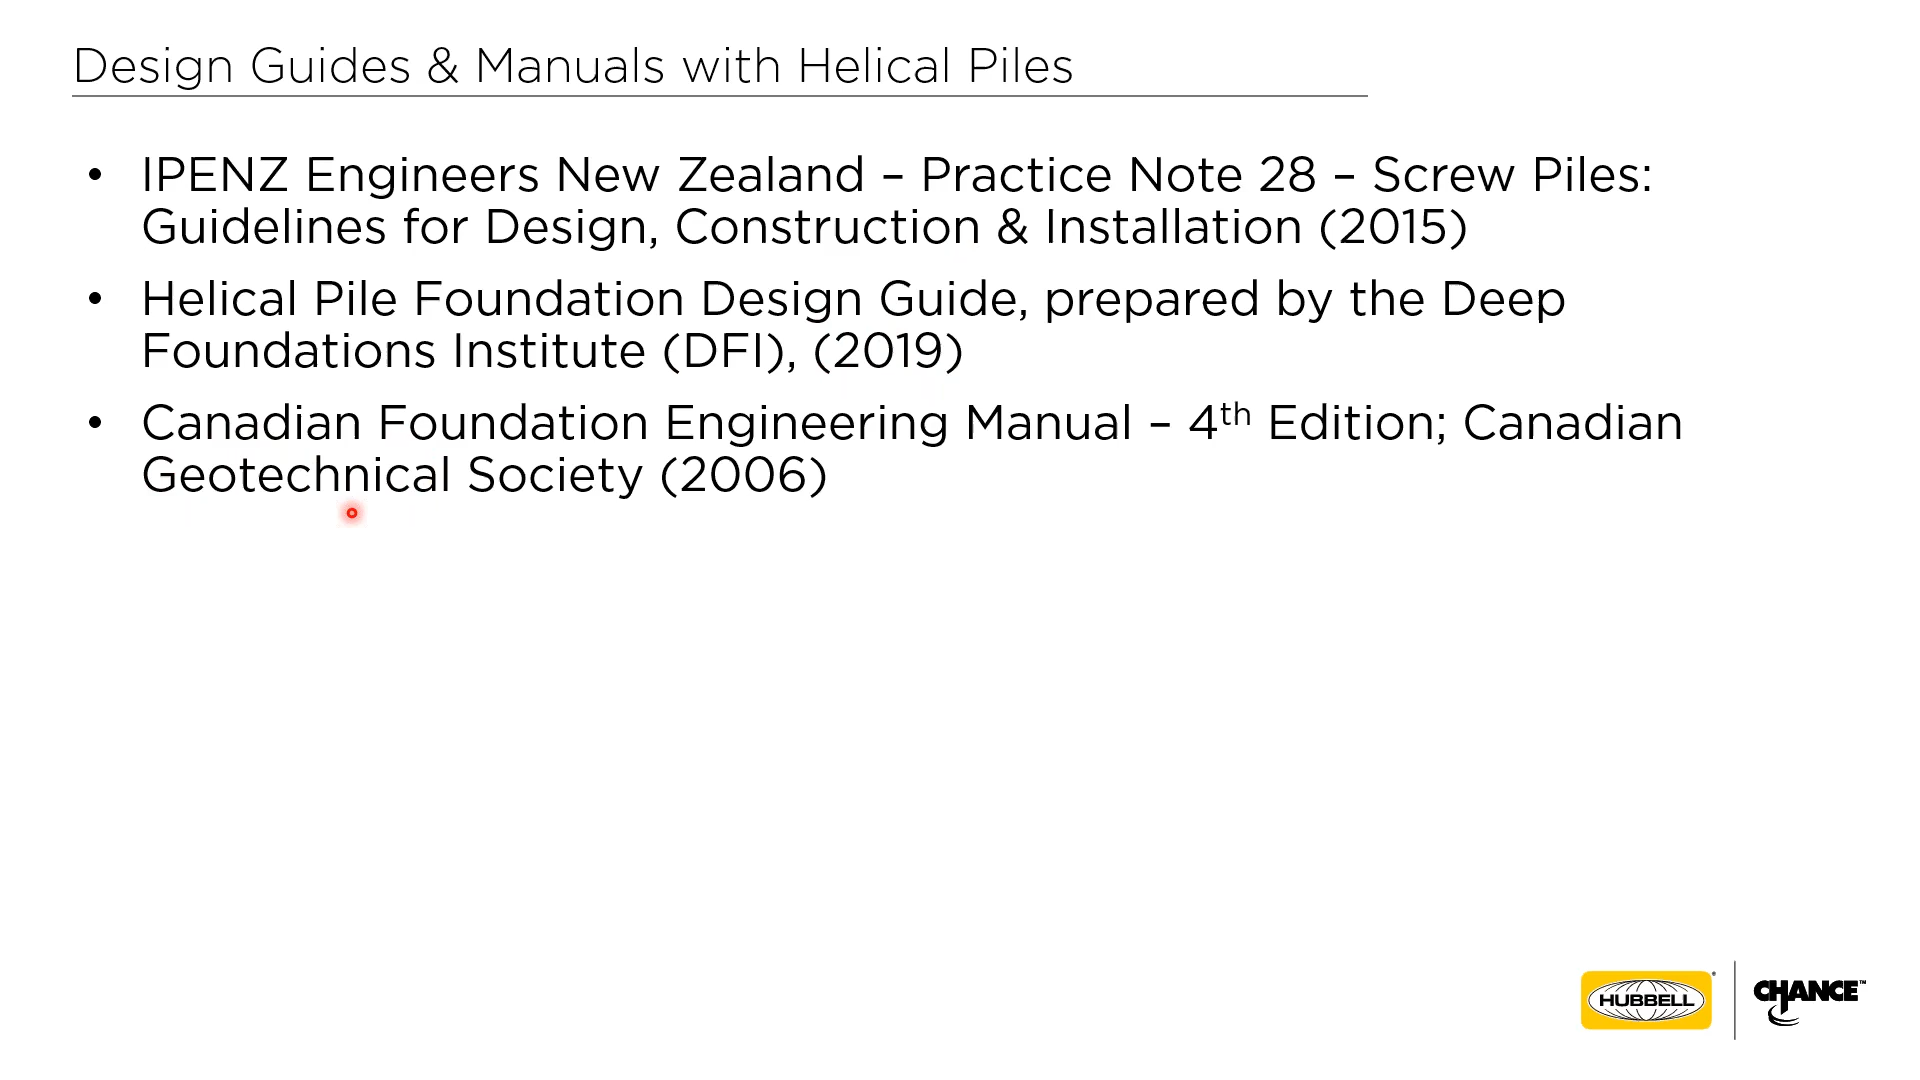 Design Guides & Manuals with Helical Piles
• IPENZ Engineers New Zealand – Practice Note 28 – Screw Piles:
Guidelines for Design, Construction & Installation (2015)
• Helical Pile Foundation Design Guide, prepared by the Deep
Foundations Institute (DFI), (2019)
• Canadian Foundation Engineering Manual – 4th Edition; Canadian
Geotechnical Society (2006)
HUBBELL
CHANCE™